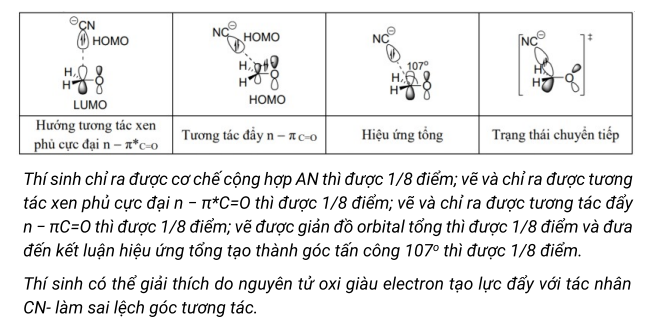 ⊖CN
HOMO
H
H
O
LUMO
NC⊖
HOMO
H
H
O
HOMO
NC⊖
107°
H
H
O
NC⊖
H
H
O
‡
Hướng tương tác xen
phủ cực đại n − π*C=O
Tương tác đẩy n − π C=O
Hiệu ứng tổng
Trạng thái chuyển tiếp
Thí sinh chỉ ra được cơ chế cộng hợp AN thì được 1/8 điểm; vẽ và chỉ ra được tương
tác xen phủ cực đại n − π*C=O thì được 1/8 điểm; vẽ và chỉ ra được tương tác đẩy
n − πC=O thì được 1/8 điểm; vẽ được giản đồ orbital tổng thì được 1/8 điểm và đưa
đến kết luận hiệu ứng tổng tạo thành góc tấn công 107º thì được 1/8 điểm.
Thí sinh có thể giải thích do nguyên tử oxi giàu electron tạo lực đẩy với tác nhân
CN- làm sai lệch góc tương tác.